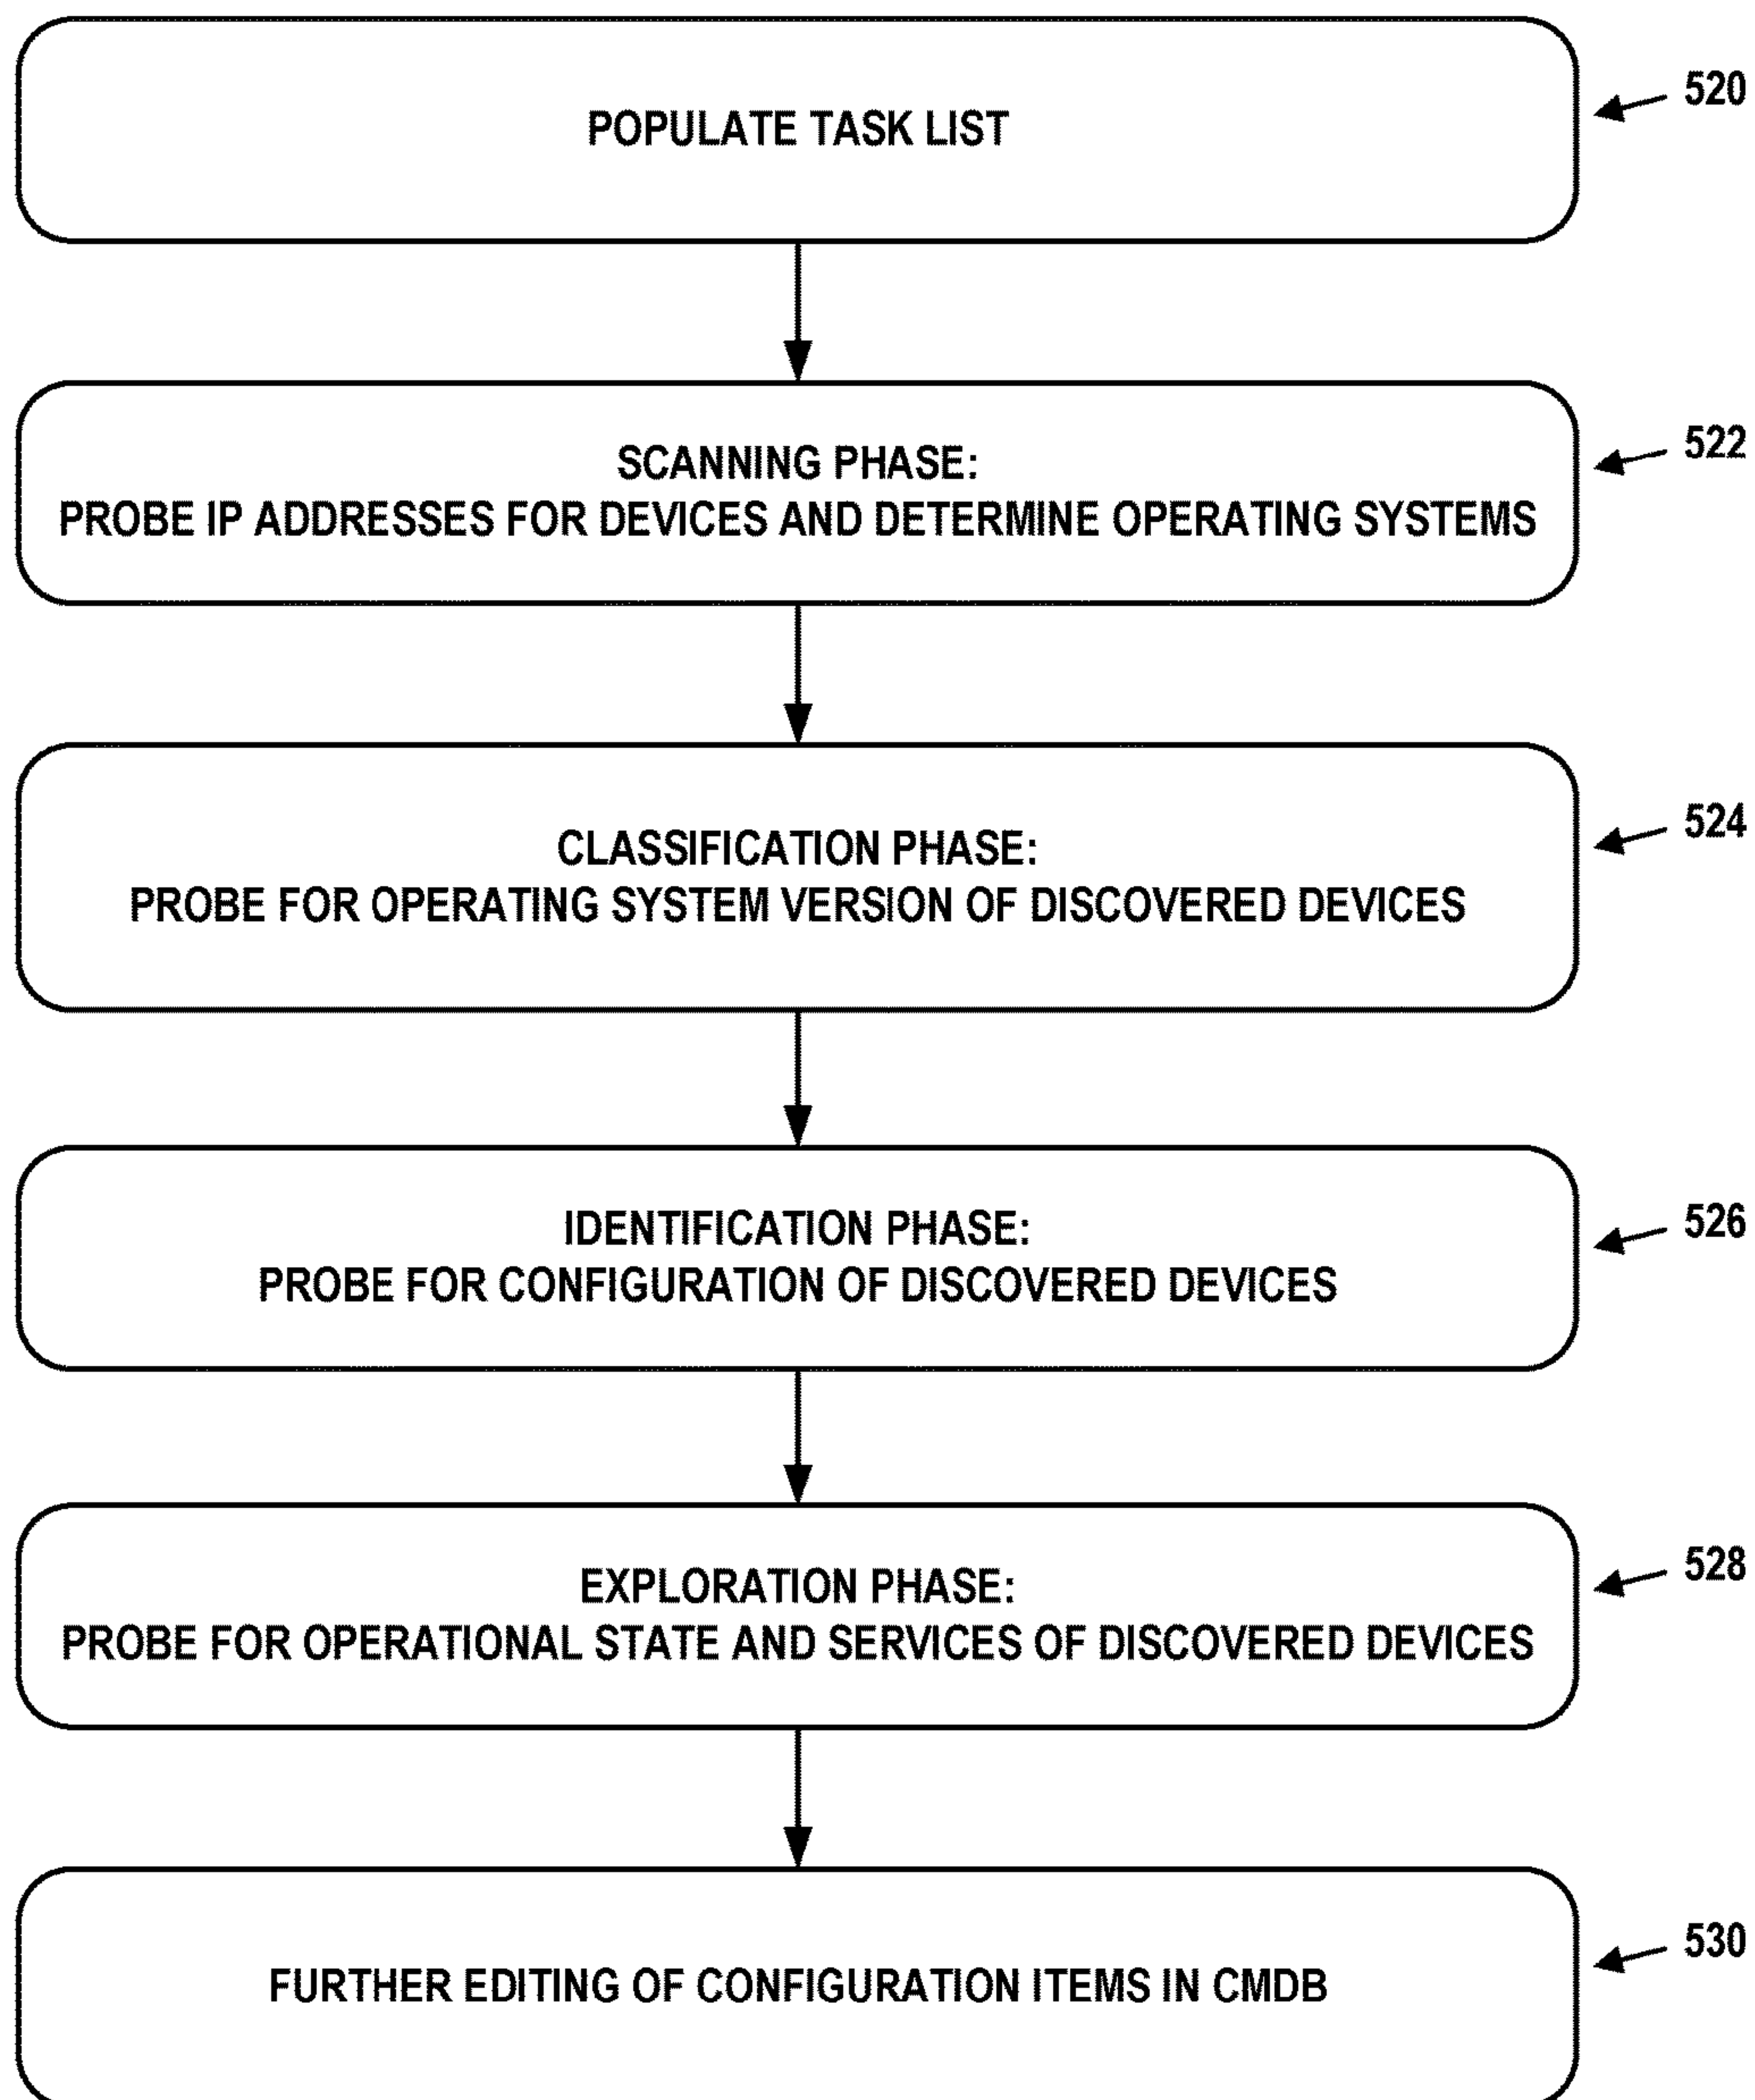 POPULATE TASK LIST
520
SCANNING PHASE:
PROBE IP ADDRESSES FOR DEVICES AND DETERMINE OPERATING SYSTEMS
522
CLASSIFICATION PHASE:
PROBE FOR OPERATING SYSTEM VERSION OF DISCOVERED DEVICES
524
IDENTIFICATION PHASE:
PROBE FOR CONFIGURATION OF DISCOVERED DEVICES
526
EXPLORATION PHASE:
PROBE FOR OPERATIONAL STATE AND SERVICES OF DISCOVERED DEVICES
528
FURTHER EDITING OF CONFIGURATION ITEMS IN CMDB
530